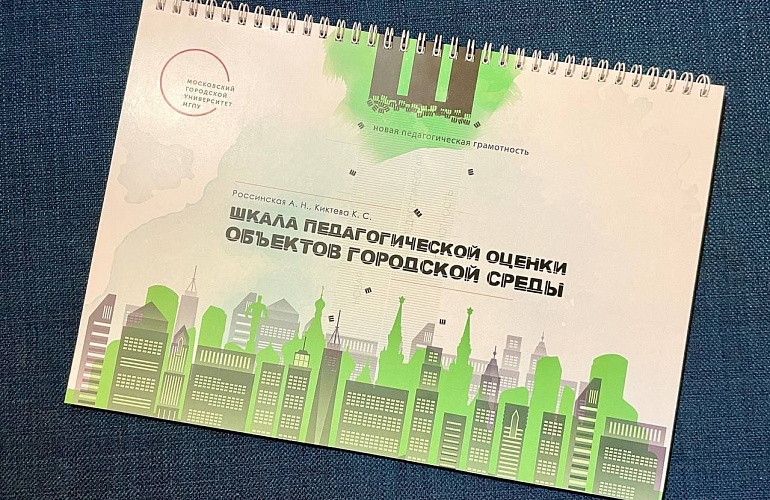 МОСКОВСКИЙ
ГОРОДСКОЙ
УНИВЕРСИТЕТ
МГПУ
Ш
новая педагогическая грамотность
Россинская А. Н., Киктева К. С.
ШКАЛА ПЕДАГОГИЧЕСКОЙ ОЦЕНКИ
ОБЪЕКТОВ ГОРОДСКОЙ СРЕДЫ